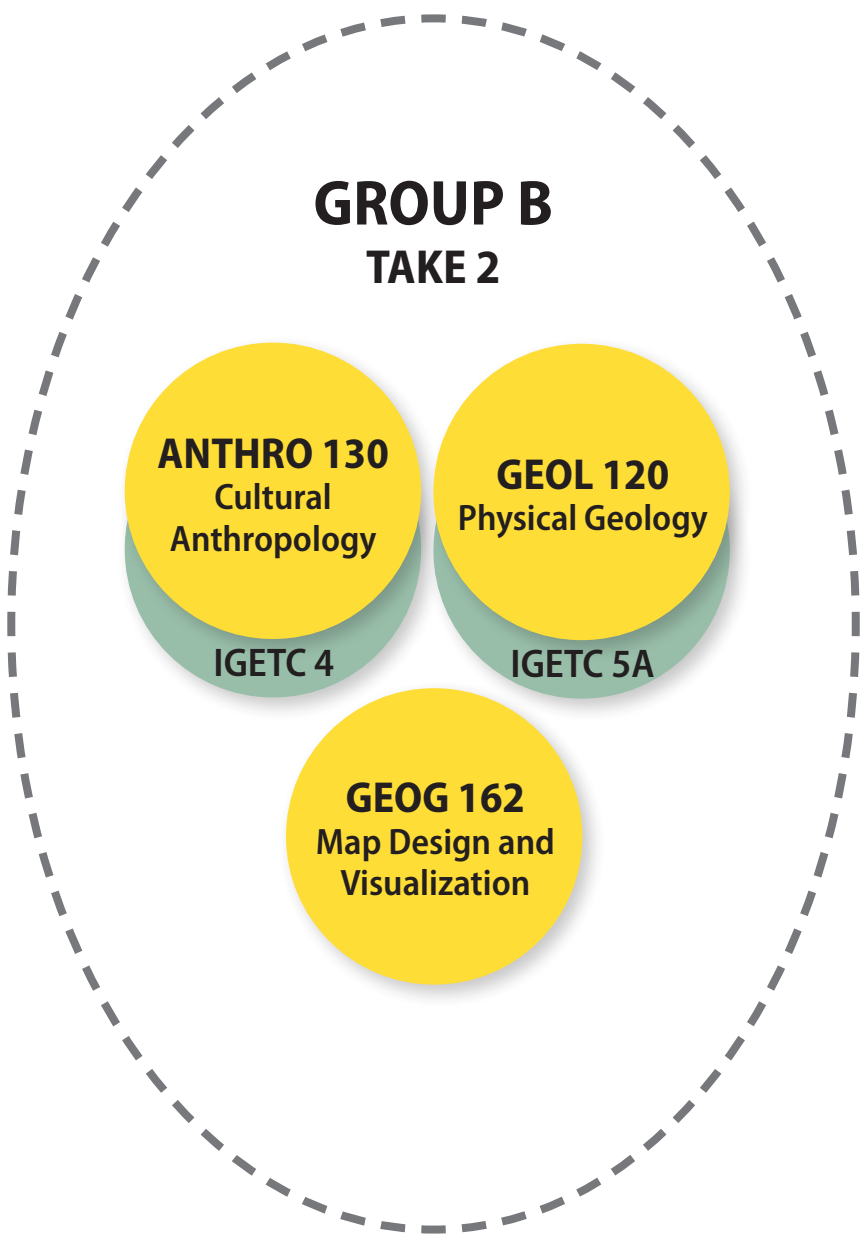 GROUP B
TAKE 2
ANTHRO 130
Cultural
Anthropology
IGETC 4
GEOL 120
Physical Geology
IGETC 5A
GEOG 162
Map Design and
Visualization